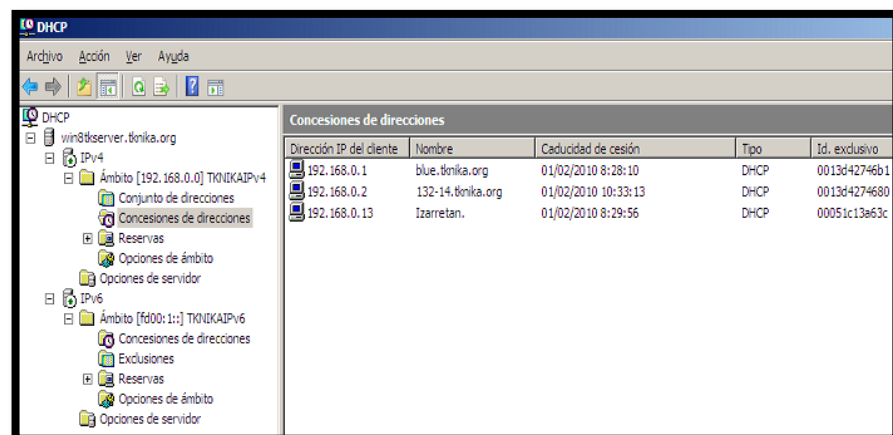 DHCP
Archivo Acción Ver Ayuda
DHCP
win8tkserver.tknika.org
IPv4
Ámbito [192.168.0.0] TKNIKAIPv4
Conjunto de direcciones
Concesiones de direcciones
Reservas
Opciones de ámbito
Opciones de servidor
IPv6
Ámbito [fd00:1::] TKNIKAIPv6
Concesiones de direcciones
Exclusiones
Reservas
Opciones de ámbito
Opciones de servidor
Concesiones de direcciones
Dirección IP del cliente Nombre Caducidad de cesión Tipo Id. exclusivo
192.168.0.1 blue.tknika.org 01/02/2010 8:28:10 DHCP 0013d42746b1
192.168.0.2 132-14.tknika.org 01/02/2010 10:33:13 DHCP 0013d4274680
192.168.0.13 Izarretan. 01/02/2010 8:29:56 DHCP 00051c13a63c